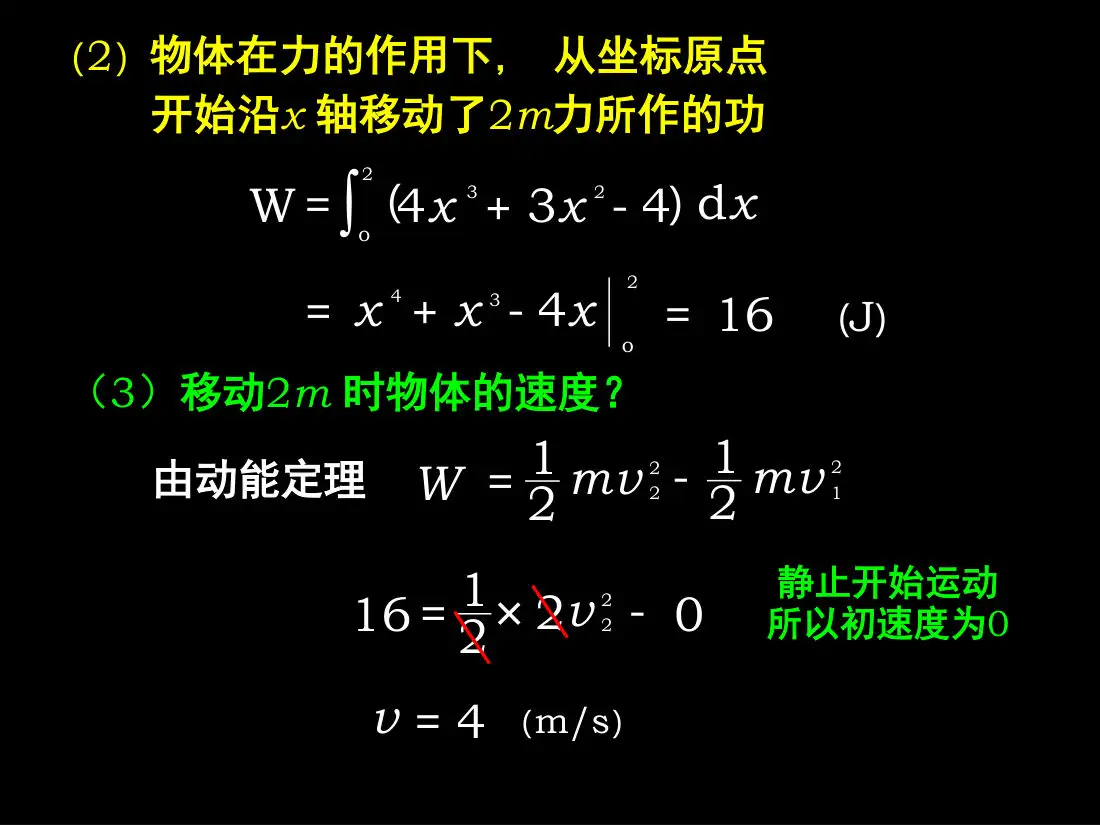 (2) 物体在力的作用下, 从坐标原点
开始沿x 轴移动了2m力所作的功
W = ∫₀² (4x³ + 3x² - 4) dx
= x⁴ + x³ - 4x |₀² = 16 (J)
（3）移动2m 时物体的速度？
由动能定理 W = 1/2 mv₂² - 1/2 mv₁²
16 = 1/2 × 2v₂² - 0
静止开始运动
所以初速度为0
v = 4 (m/s)